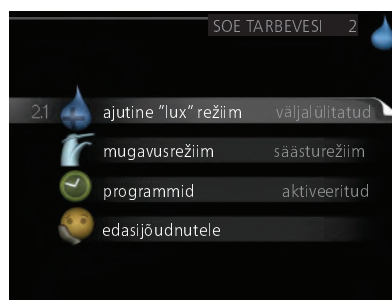 SOE TARBEVESI 2
2.1 ajutine "lux" režiim väljalülitatud
mugavusrežiim säästurežiim
programmid aktiveeritud
edasijõudnutele